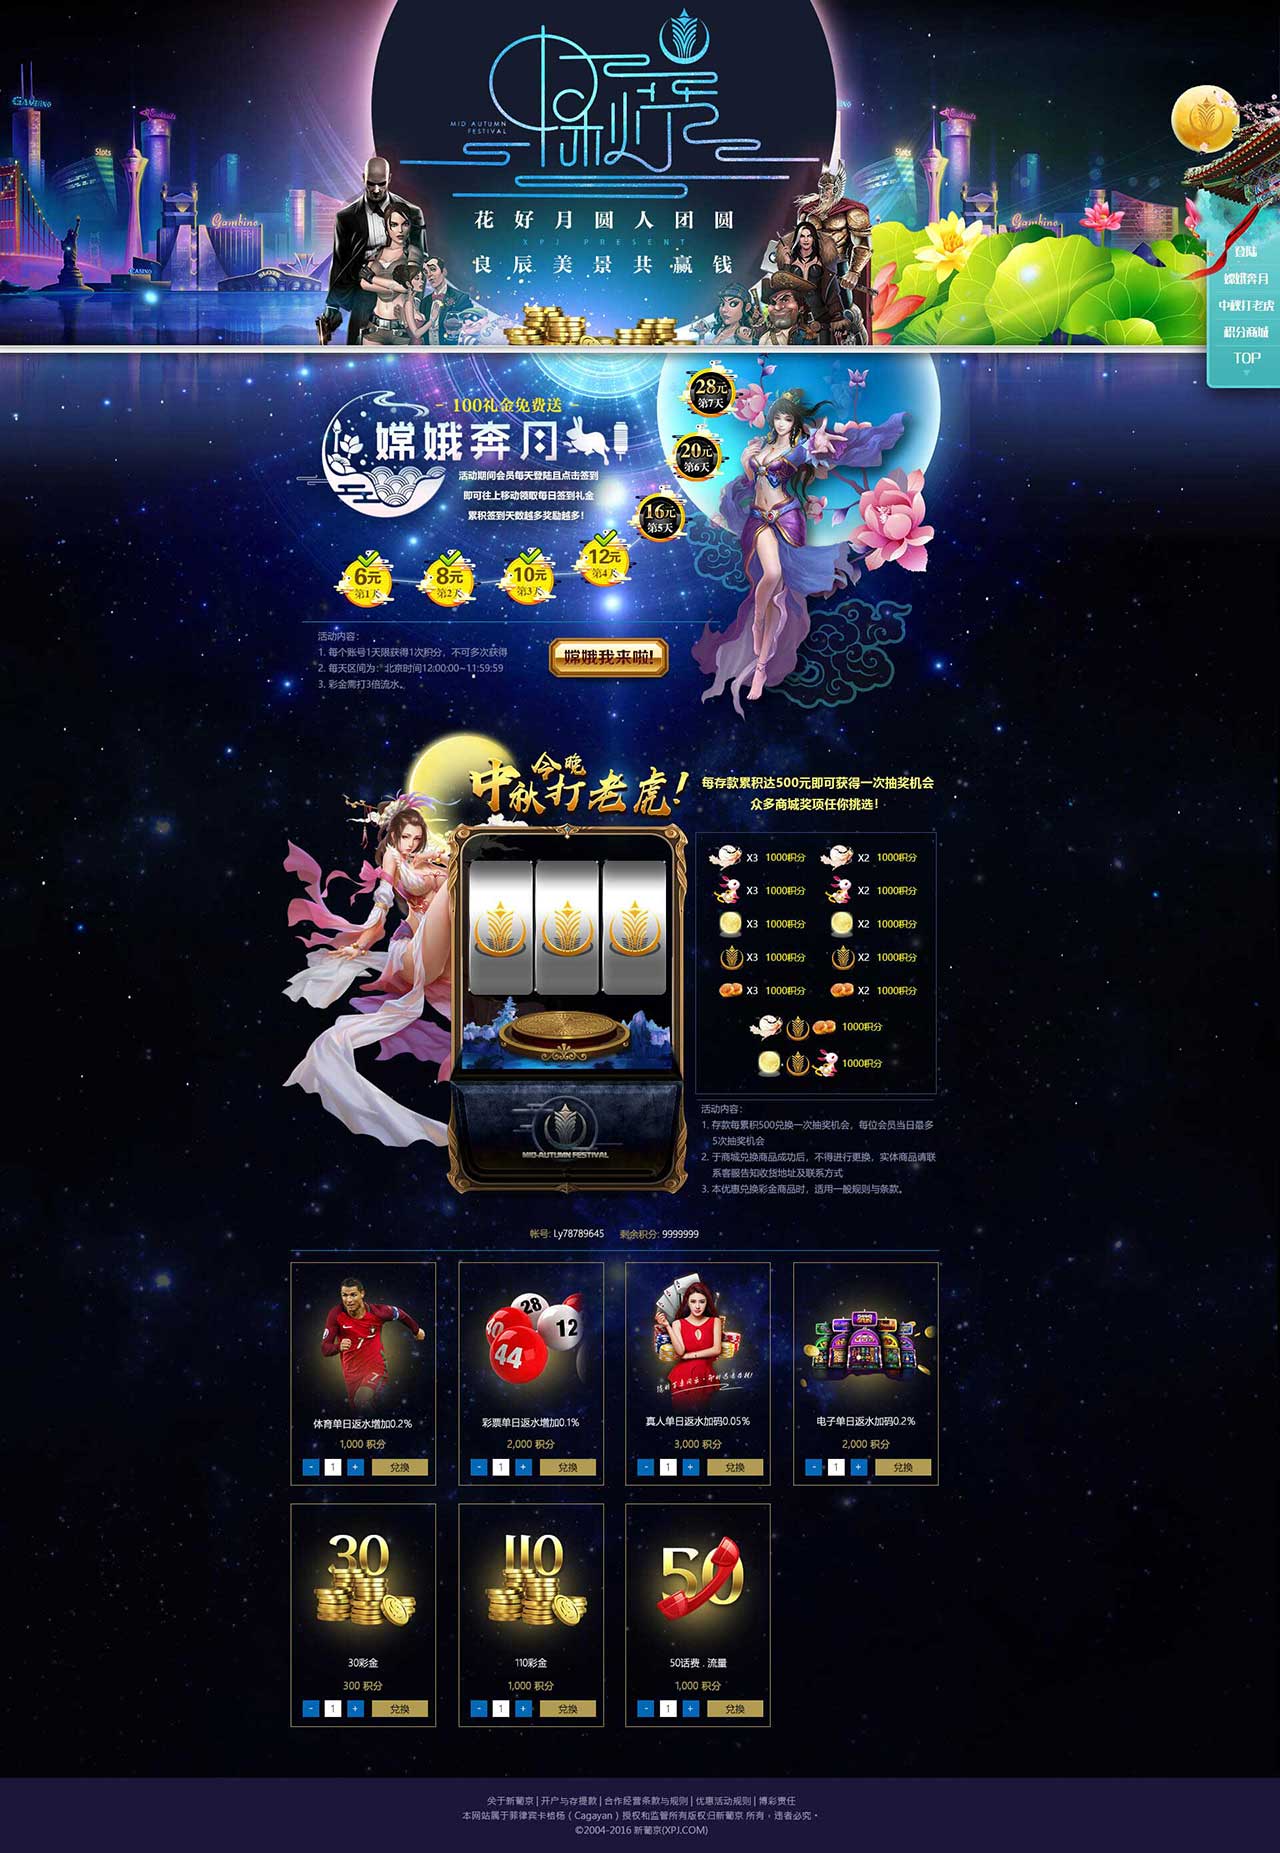 GAMBING
Cocktails
Slots
Gambino
CASINO
SLOTS
MID AUTUMN
FESTIVAL
中秋节
花好月圆人团圆
XPJ PRESENT
良辰美景共赢钱
Slots
Gambino
登陆
嫦娥奔月
中秋打老虎
积分商城
TOP
- 100礼金免费送 -
嫦娥奔月
活动期间会员每天登陆且点击签到
即可往上移动领取每日签到礼金
累积签到天数越多奖励越多！
28元
第7天
20元
第6天
16元
第5天
12元
第4天
10元
第3天
8元
第2天
6元
第1天
活动内容：
1. 每个账号1天限获得1次积分，不可多次获得
2. 每天区间为：北京时间12:00:00~11:59:59
3. 彩金需打3倍流水。
嫦娥我来啦!
今晚
中秋打老虎!
每存款累积达500元即可获得一次抽奖机会
众多商城奖项任你挑选！
X3 1000积分 X2 1000积分
X3 1000积分 X2 1000积分
X3 1000积分 X2 1000积分
X3 1000积分 X2 1000积分
X3 1000积分 X2 1000积分
1000积分
1000积分
MID-AUTUMN FESTIVAL
活动内容：
1. 存款每累积500兑换一次抽奖机会，每位会员当日最多
5次抽奖机会
2. 于商城兑换商品成功后，不得进行更换，实体商品请联
系客服告知收货地址及联系方式
3. 本优惠兑换彩金商品时，适用一般规则与条款。
帐号: Ly78789645 剩余积分: 9999999
7
7
28
12
44
体育单日返水增加0.2% 彩票单日返水增加0.1% 真人单日返水加码0.05% 电子单日返水加码0.2%
1,000 积分 2,000 积分 3,000 积分 2,000 积分
- 1 + 兑换 - 1 + 兑换 - 1 + 兑换 - 1 + 兑换
30 110 50
30彩金 110彩金 50话费 . 流量
300 积分 1,000 积分 1,000 积分
- 1 + 兑换 - 1 + 兑换 - 1 + 兑换
关于新葡京 | 开户与存提款 | 合作经营条款与规则 | 优惠活动规则 | 博彩责任
本网站属于菲律宾卡格杨 ( Cagayan ) 授权和监管所有版权归新葡京 所有，违者必究。
©2004-2016 新葡京(XPJ.COM)